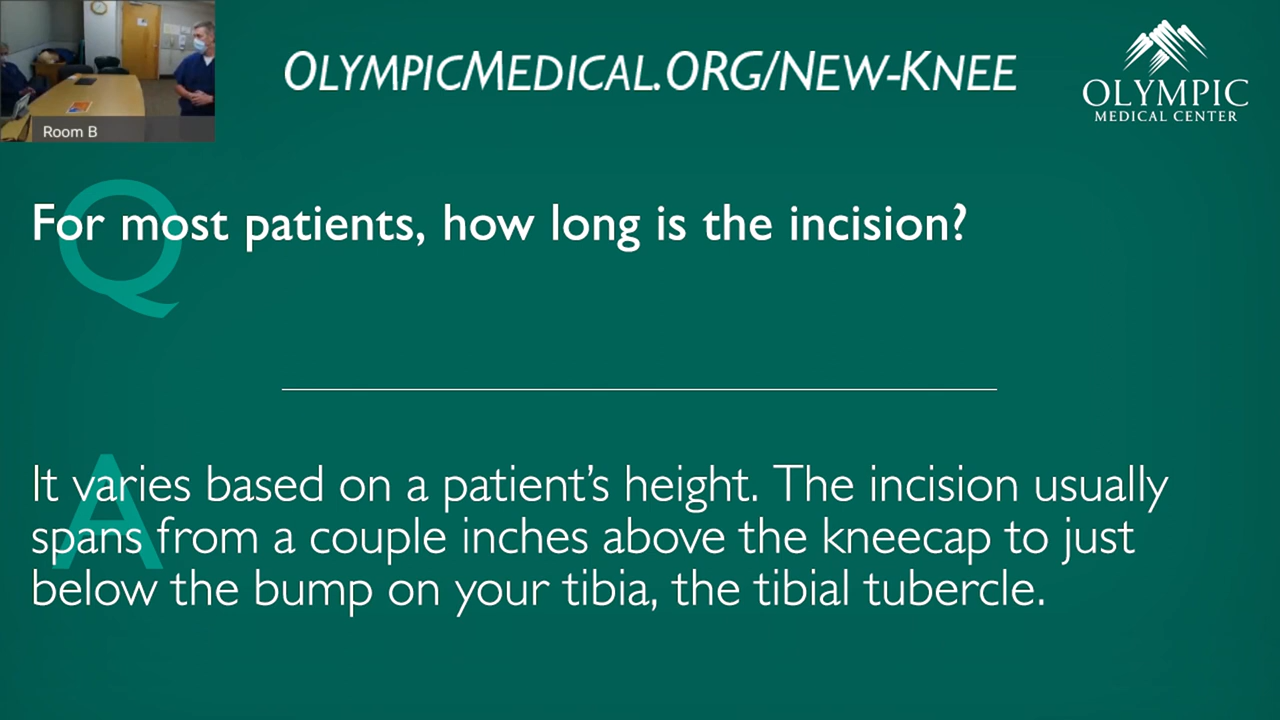 OLYMPICMEDICAL.ORG/NEW-KNEE
OLYMPIC
MEDICAL CENTER
Room B
Q
For most patients, how long is the incision?
A
It varies based on a patient’s height. The incision usually
spans from a couple inches above the kneecap to just
below the bump on your tibia, the tibial tubercle.